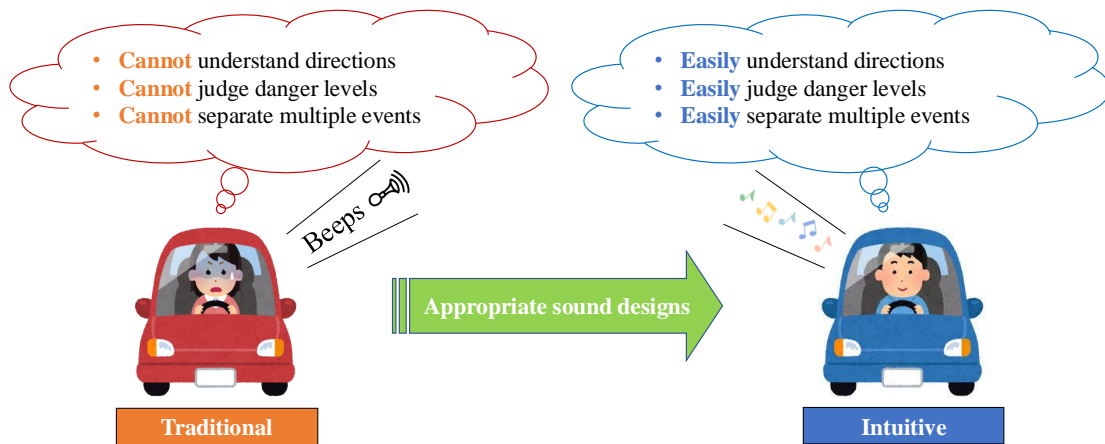 • Cannot understand directions
• Cannot judge danger levels
• Cannot separate multiple events
• Easily understand directions
• Easily judge danger levels
• Easily separate multiple events
Beeps
Appropriate sound designs
Traditional
Intuitive